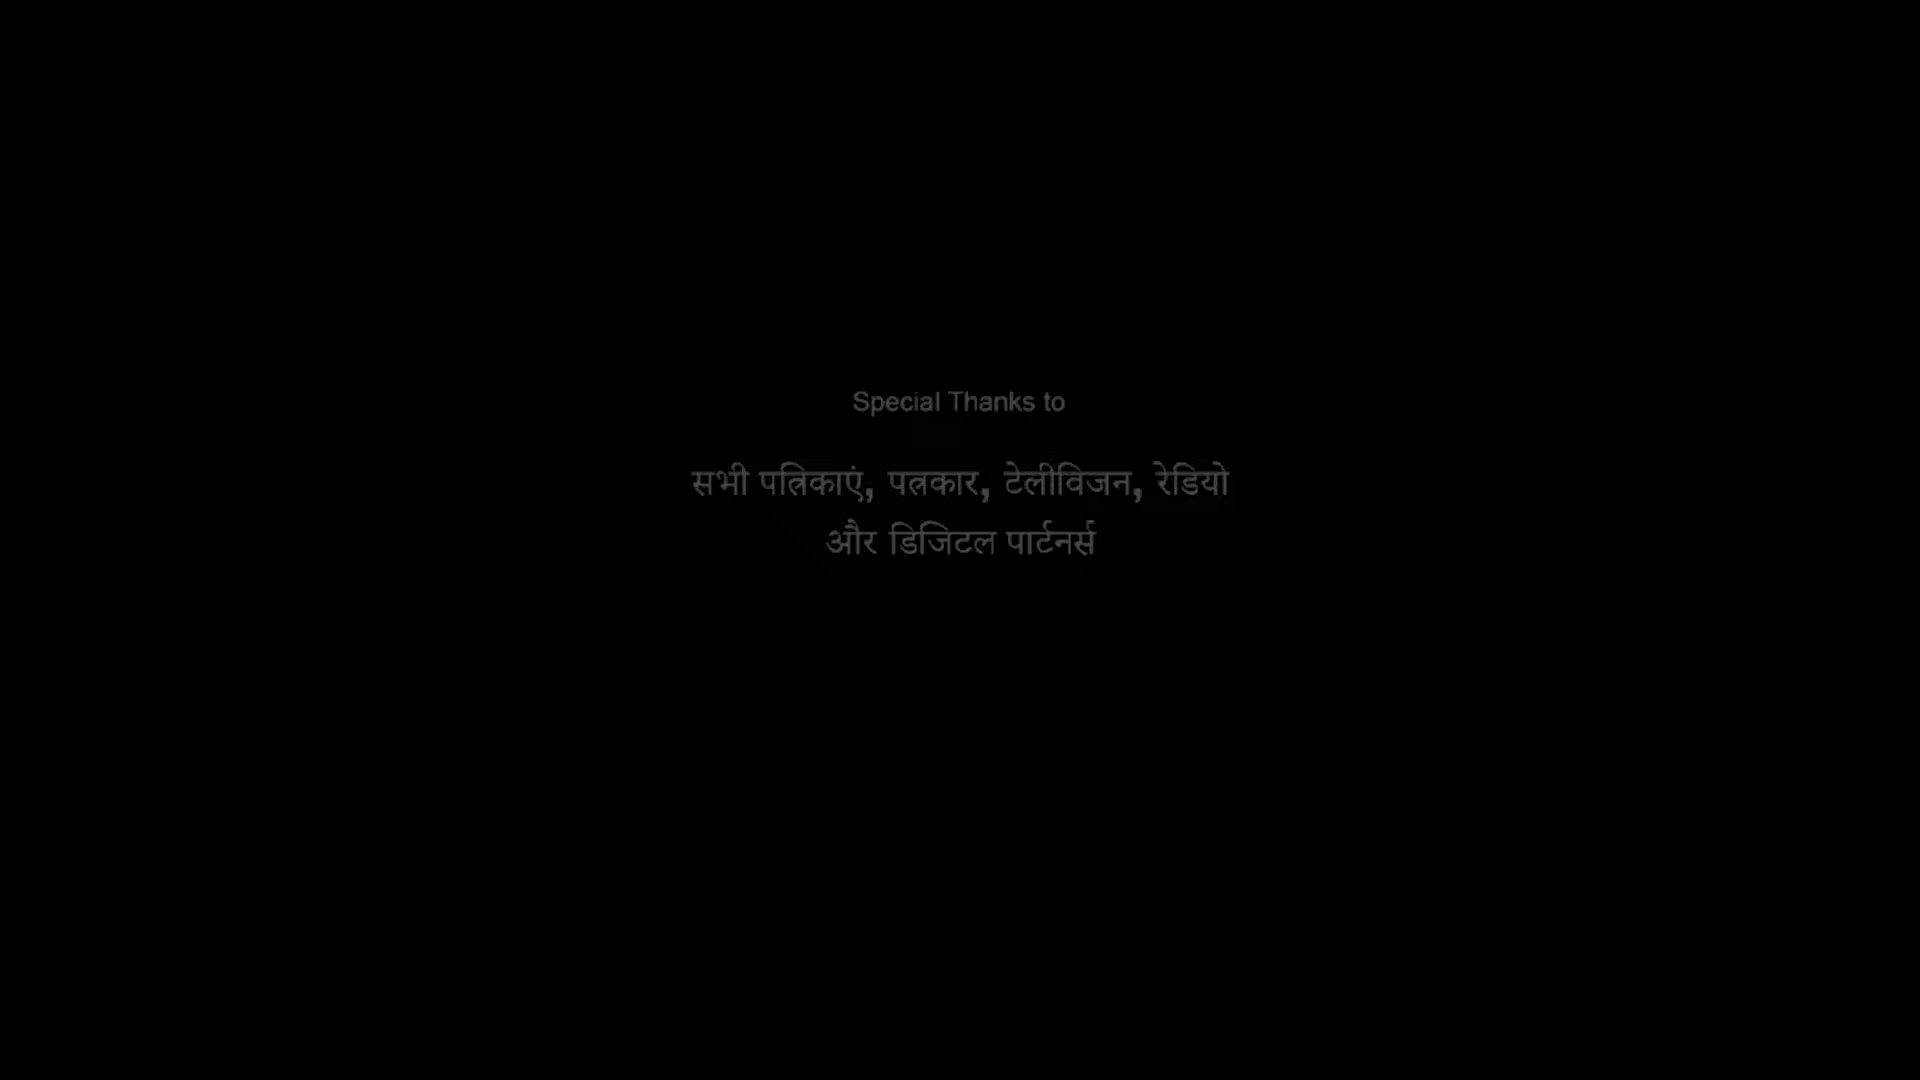 Special Thanks to
सभी पत्रिकाएं, पत्रकार, टेलीविजन, रेडियो
और डिजिटल पार्टनर्स